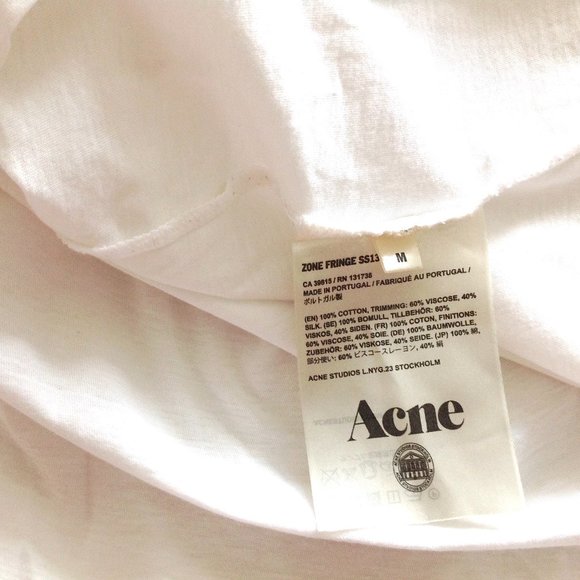 ZONE FRINGE SS13
M
CA 39815 / RN 131738
MADE IN PORTUGAL / FABRIQUÉ AU PORTUGAL /
ポルトガル製
(EN) 100% COTTON, TRIMMING: 60% VISCOSE, 40%
SILK. (SE) 100% BOMULL, TILLBEHÖR: 60%
VISKOS, 40% SIDEN. (FR) 100% COTON, FINITIONS:
60% VISCOSE, 40% SOIE. (DE) 100% BAUMWOLLE,
ZUBEHÖR: 60% VISKOSE, 40% SEIDE. (JP) 100% 綿,
部分使い: 60% ビスコースレーヨン, 40% 絹
ACNE STUDIOS L.NYG.23 STOCKHOLM
Acne